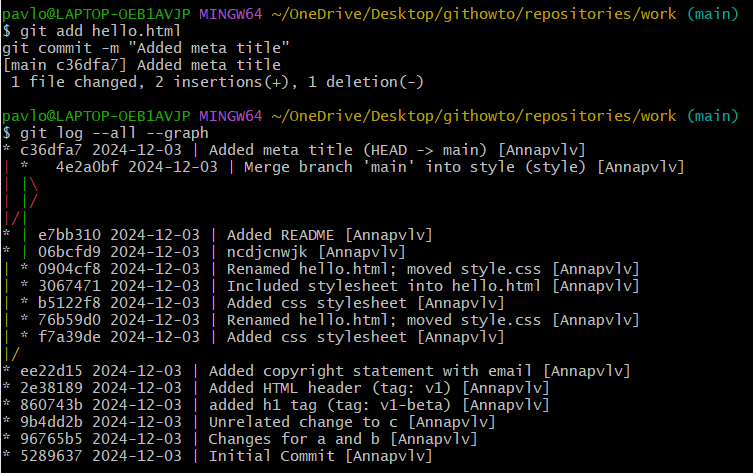 pavlo@LAPTOP-OEB1AVJP MINGW64 ~/OneDrive/Desktop/githowto/repositories/work (main)
$ git add hello.html
git commit -m "Added meta title"
[main c36dfa7] Added meta title
 1 file changed, 2 insertions(+), 1 deletion(-)

pavlo@LAPTOP-OEB1AVJP MINGW64 ~/OneDrive/Desktop/githowto/repositories/work (main)
$ git log --all --graph
* c36dfa7 2024-12-03 | Added meta title (HEAD -> main) [Annapvlv]
| *   4e2a0bf 2024-12-03 | Merge branch 'main' into style (style) [Annapvlv]
| |\
| |/
|/|
* | e7bb310 2024-12-03 | Added README [Annapvlv]
* | 06bcfd9 2024-12-03 | ncdjcnwjk [Annapvlv]
| * 0904cf8 2024-12-03 | Renamed hello.html; moved style.css [Annapvlv]
| * 3067471 2024-12-03 | Included stylesheet into hello.html [Annapvlv]
| * b5122f8 2024-12-03 | Added css stylesheet [Annapvlv]
| * 76b59d0 2024-12-03 | Renamed hello.html; moved style.css [Annapvlv]
| * f7a39de 2024-12-03 | Added css stylesheet [Annapvlv]
|/
* ee22d15 2024-12-03 | Added copyright statement with email [Annapvlv]
* 2e38189 2024-12-03 | Added HTML header (tag: v1) [Annapvlv]
* 860743b 2024-12-03 | added h1 tag (tag: v1-beta) [Annapvlv]
* 9b4dd2b 2024-12-03 | Unrelated change to c [Annapvlv]
* 96765b5 2024-12-03 | Changes for a and b [Annapvlv]
* 5289637 2024-12-03 | Initial Commit [Annapvlv]